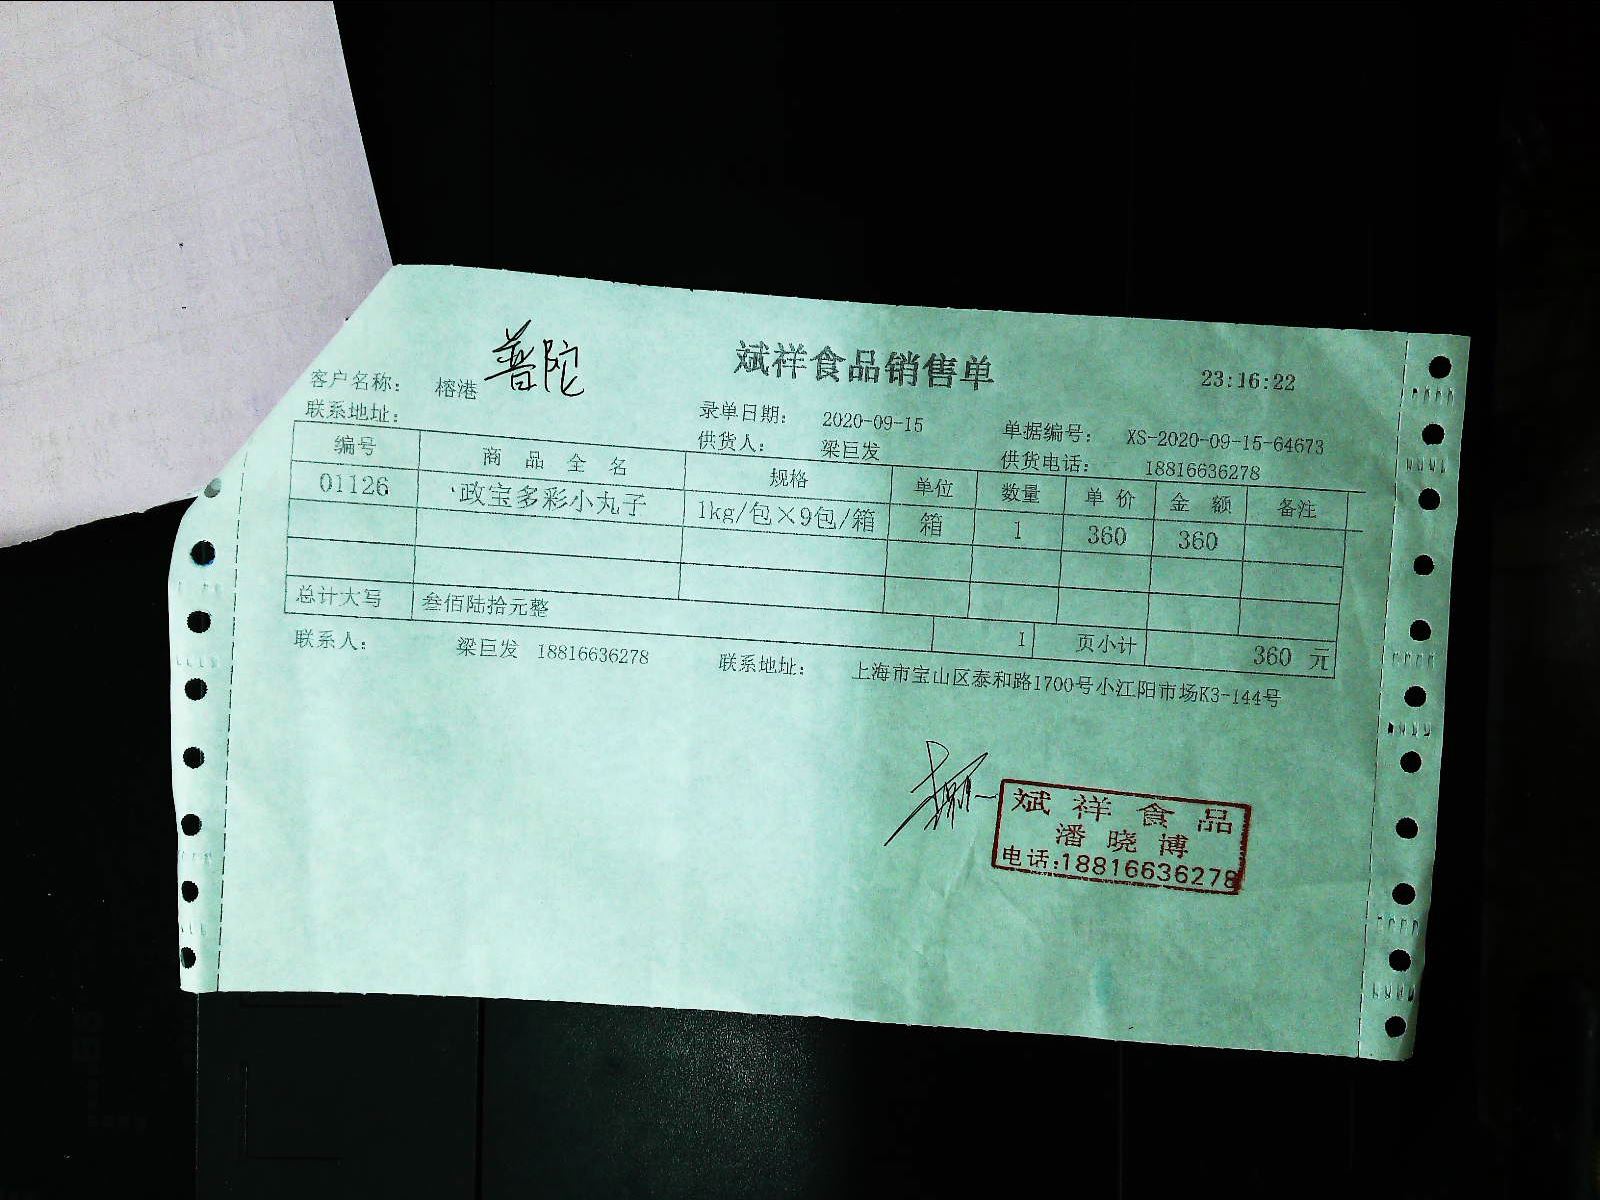 普陀
斌祥食品销售单
23:16:22
客户名称： 榕港
录单日期： 2020-09-15
单据编号： XS-2020-09-15-64673
联系地址：
供货人： 梁巨发
供货电话： 18816636278
编号 商品全名 规格 单位 数量 单价 金额 备注
01126 政宝多彩小丸子 1kg/包×9包/箱 箱 1 360 360
总计大写 叁佰陆拾元整 1 页小计 360 元
联系人： 梁巨发 18816636278 联系地址： 上海市宝山区泰和路1700号小江阳市场K3-144号
斌祥食品
潘晓博
电话:18816636278